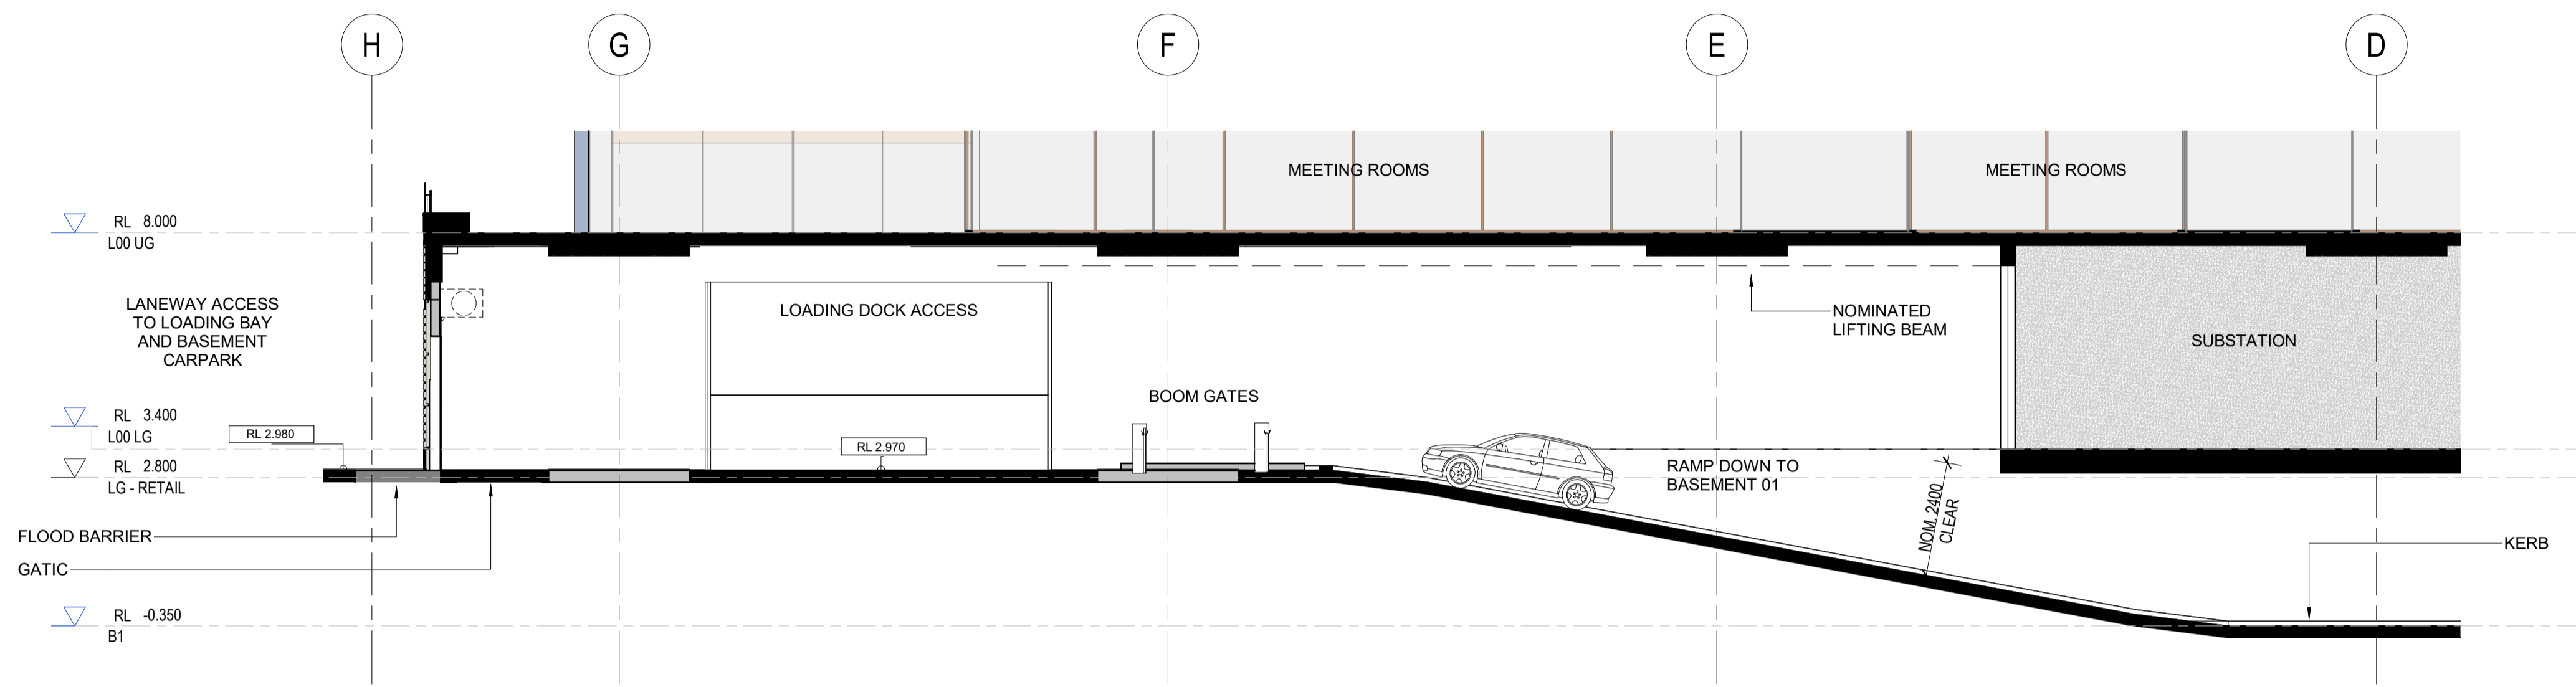 H
G
F
E
D
MEETING ROOMS
MEETING ROOMS
RL 8.000
L00 UG
LANEWAY ACCESS
TO LOADING BAY
AND BASEMENT
CARPARK
LOADING DOCK ACCESS
NOMINATED
LIFTING BEAM
SUBSTATION
BOOM GATES
RL 3.400
L00 LG
RL 2.980
RL 2.970
RL 2.800
LG - RETAIL
RAMP DOWN TO
BASEMENT 01
NOM. 2400
CLEAR
FLOOD BARRIER
GATIC
KERB
RL -0.350
B1